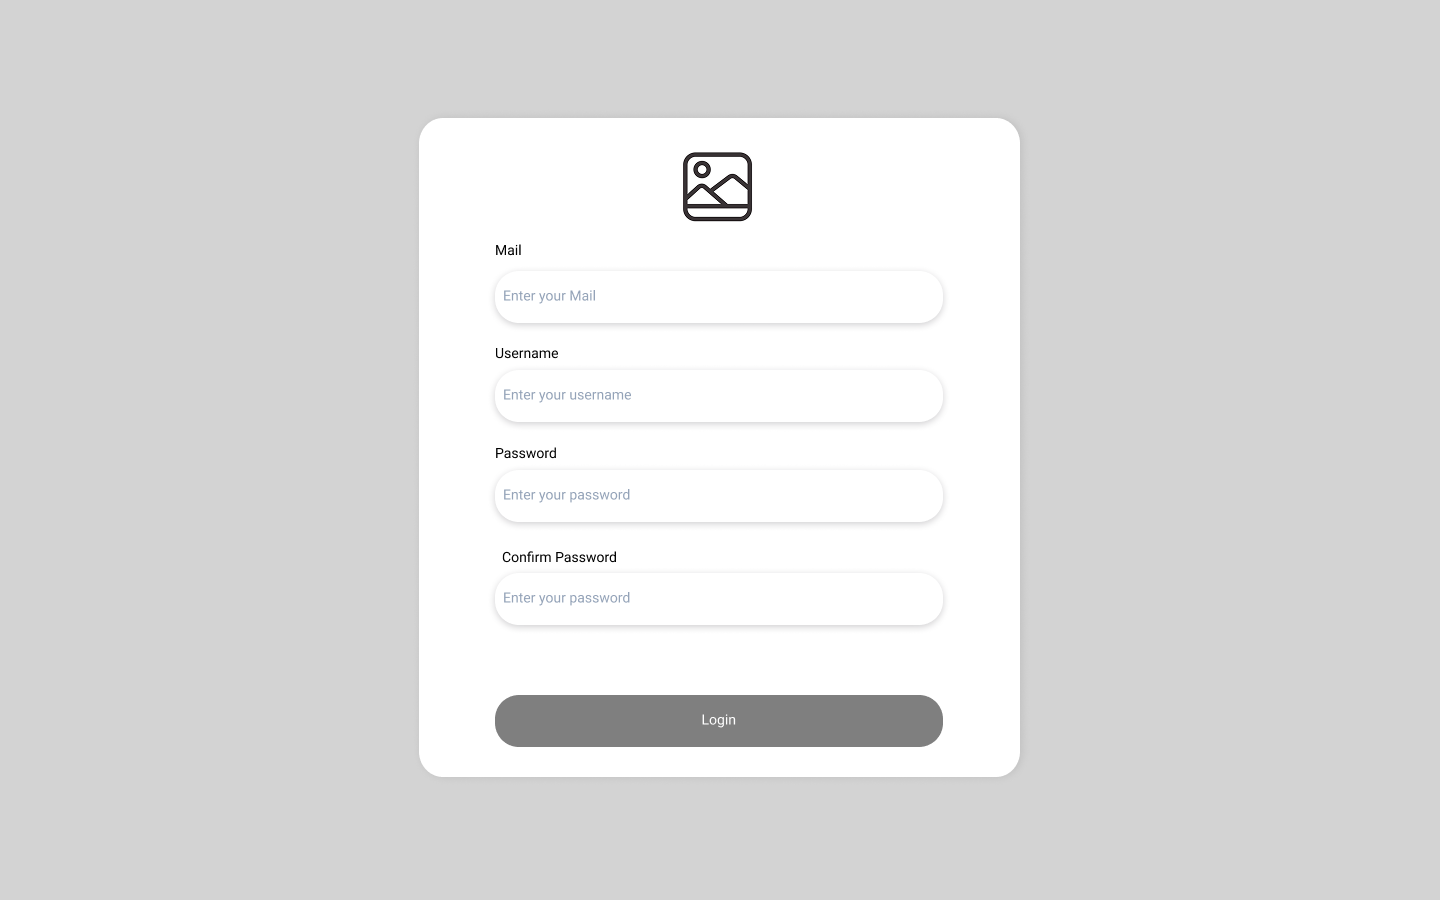 Mail
Enter your Mail
Username
Enter your username
Password
Enter your password
Confirm Password
Enter your password
Login